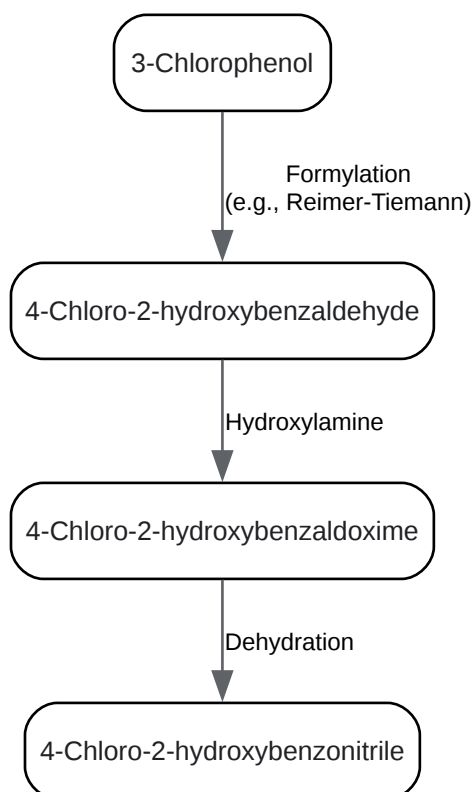 3-Chlorophenol
Formylation
(e.g., Reimer-Tiemann)
4-Chloro-2-hydroxybenzaldehyde
Hydroxylamine
4-Chloro-2-hydroxybenzaldoxime
Dehydration
4-Chloro-2-hydroxybenzonitrile